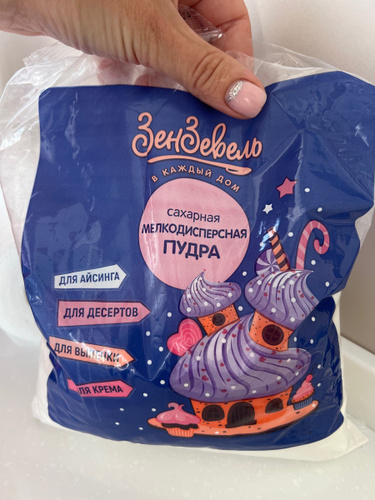 ЗенЗевель
В КАЖДЫЙ ДОМ
САХАРНАЯ
МЕЛКОДИСПЕРСНАЯ
ПУДРА
ДЛЯ АЙСИНГА
ДЛЯ ДЕСЕРТОВ
ДЛЯ ВЫПЕЧКИ
ДЛЯ КРЕМА